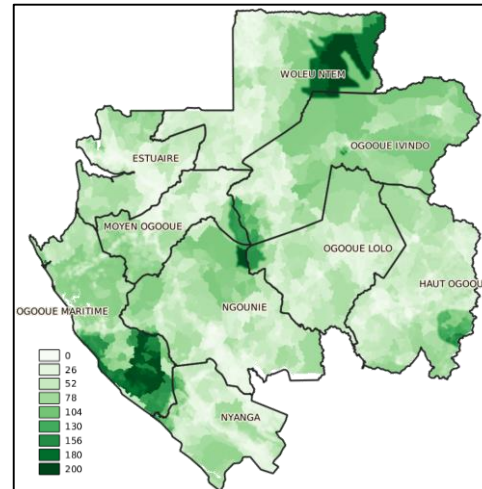 WOLEU NTEM
OGOOUE IVINDO
ESTUAIRE
MOYEN OGOOUE
OGOOUE LOLO
HAUT OGOOU
OGOOUE MARITIME
NGOUNIE
NYANGA
0
26
52
78
104
130
156
180
200